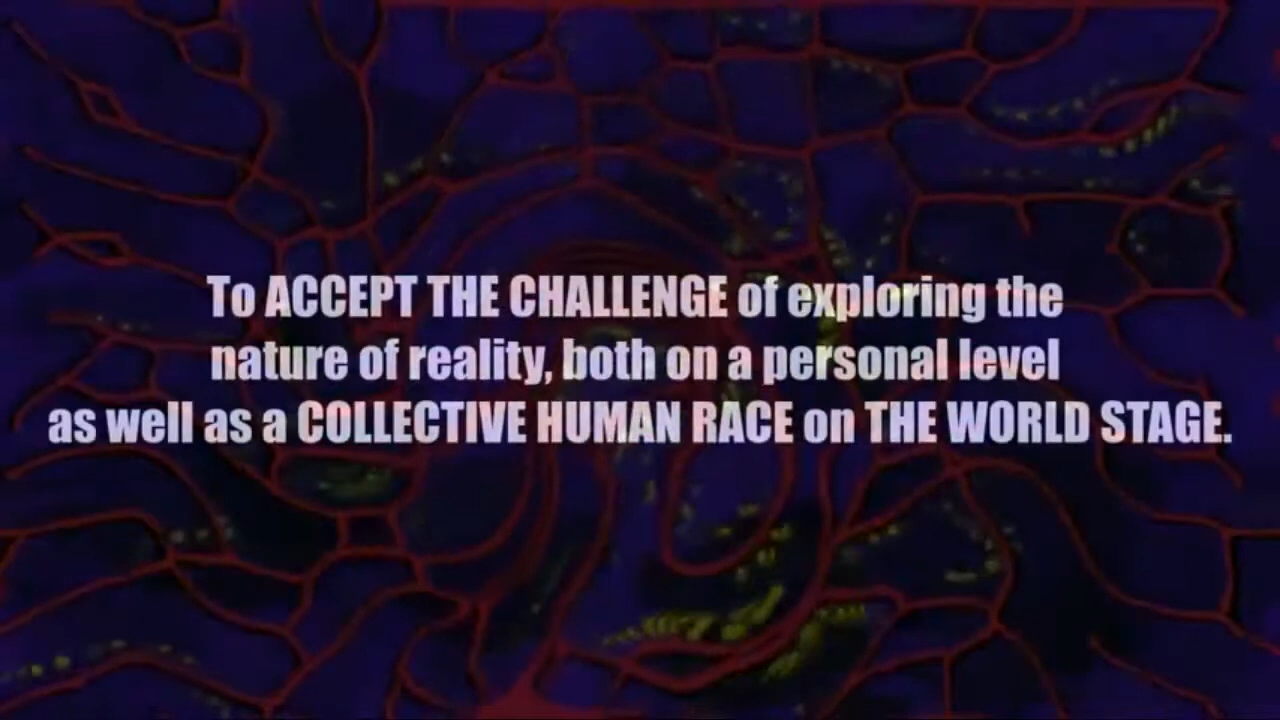 To ACCEPT THE CHALLENGE of exploring the
nature of reality, both on a personal level
as well as a COLLECTIVE HUMAN RACE on THE WORLD STAGE.